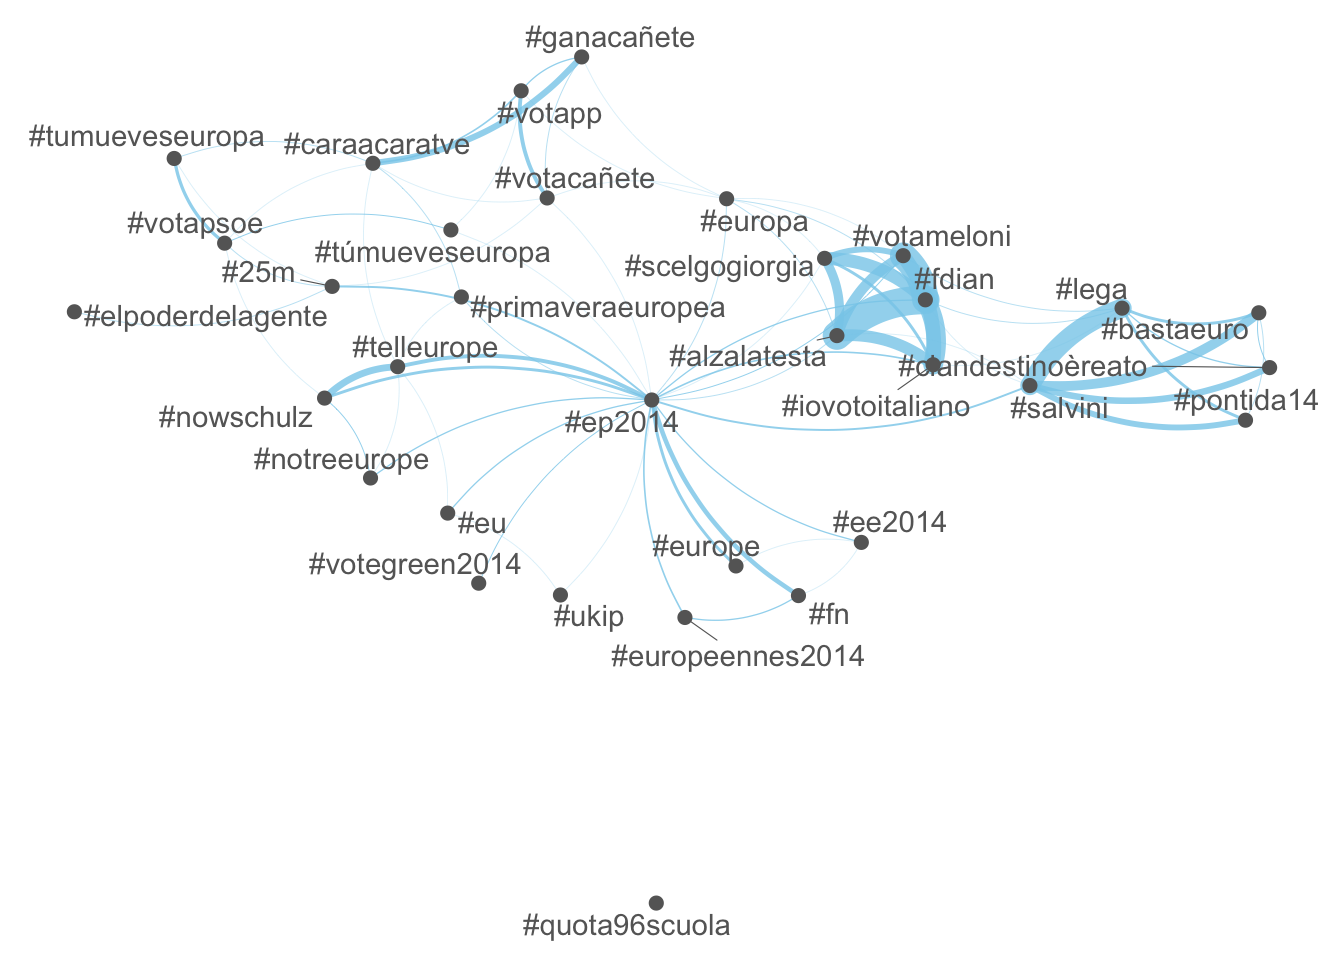 #ganacañete
#votapp
#tumueveseuropa
#caraacaratve
#votacañete
#votapsoe
#europa
#votameloni
#túmueveseuropa
#scelgogiorgia
#25m
#fdian
#lega
#elpoderdelagente
#primaveraeuropea
#bastaeuro
#telleurope
#alzalatesta
#clandestinoèreato
#nowschulz
#ep2014
#iovotoitaliano
#salvini
#pontida14
#notreeurope
#eu
#ee2014
#europe
#votegreen2014
#ukip
#fn
#europeennes2014
#quota96scuola